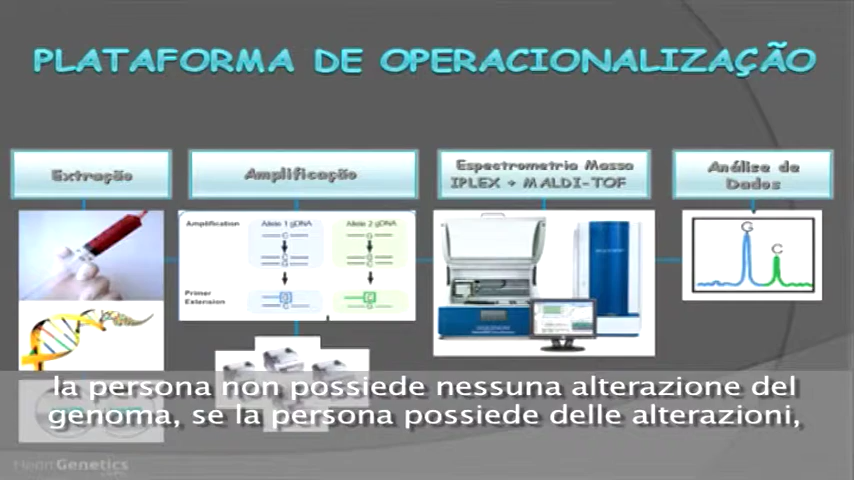 PLATAFORMA DE OPERACIONALIZAÇÃO
Extração
Amplificação
Espectrometria Massa
IPLEX + MALDI-TOF
Análise de
Dados
Amplification
Allele 1 gDNA
Allele 2 gDNA
C
G
C
G
G
C
Primer
Extension
G
C
G
C
la persona non possiede nessuna alterazione del
genoma, se la persona possiede delle alterazioni,
HeartGenetics